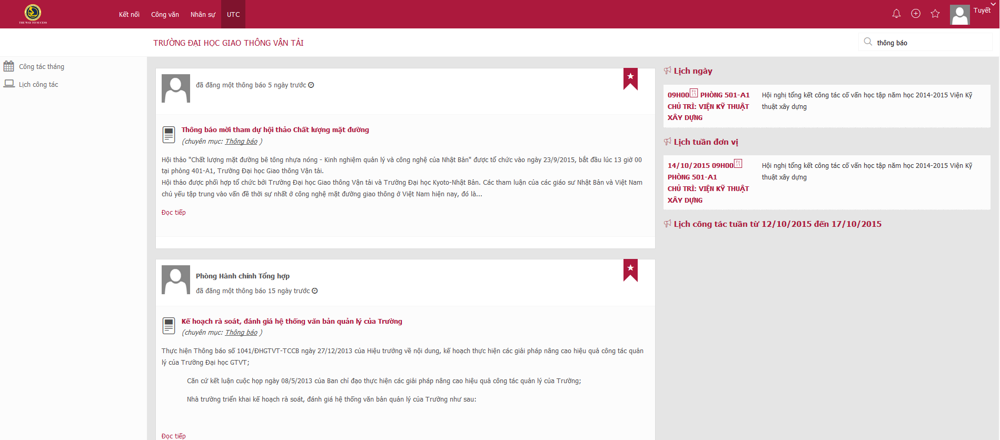 THE WAY TO SUCESS
Kết nối
Công văn
Nhân sự
UTC
Tuyết
TRƯỜNG ĐẠI HỌC GIAO THÔNG VẬN TẢI
thông báo
Công tác tháng
Lịch công tác
đã đăng một thông báo 5 ngày trước
Thông báo mời tham dự hội thảo Chất lượng mặt đường
(chuyên mục: Thông báo )
Hội thảo "Chất lượng mặt đường bê tông nhựa nóng - Kinh nghiệm quản lý và công nghệ của Nhật Bản" được tổ chức vào ngày 23/9/2015, bắt đầu lúc 13 giờ 00
tại phòng 401-A1, Trường Đại học Giao thông Vận tải.
Hội thảo được phối hợp tổ chức bởi Trường Đại học Giao thông Vận tải và Trường Đại học Kyoto-Nhật Bản. Các tham luận của các giáo sư Nhật Bản và Việt Nam
chủ yếu tập trung vào vấn đề thời sự nhất ở công nghệ mặt đường giao thông ở Việt Nam hiện nay, đó là...
Đọc tiếp
Phòng Hành chính Tổng hợp
đã đăng một thông báo 15 ngày trước
Kế hoạch rà soát, đánh giá hệ thống văn bản quản lý của Trường
(chuyên mục: Thông báo )
Thực hiện Thông báo số 1041/ĐHGTVT-TCCB ngày 27/12/2013 của Hiệu trưởng về nội dung, kế hoạch thực hiện các giải pháp nâng cao hiệu quả công tác quản
lý của Trường Đại học GTVT;
Căn cứ kết luận cuộc họp ngày 08/5/2013 của Ban chỉ đạo thực hiện các giải pháp nâng cao hiệu quả công tác quản lý của Trường;
Nhà trường triển khai kế hoạch rà soát, đánh giá hệ thống văn bản quản lý của Trường như sau:
Đọc tiếp
Lịch ngày
09H00 PHÒNG 501-A1
CHỦ TRÌ: VIỆN KỸ THUẬT
XÂY DỰNG
Hội nghị tổng kết công tác cố vấn học tập năm học 2014-2015 Viện Kỹ
thuật xây dựng
Lịch tuần đơn vị
14/10/2015 09H00
PHÒNG 501-A1
CHỦ TRÌ: VIỆN KỸ THUẬT
XÂY DỰNG
Hội nghị tổng kết công tác cố vấn học tập năm học 2014-2015 Viện Kỹ
thuật xây dựng
Lịch công tác tuần từ 12/10/2015 đến 17/10/2015